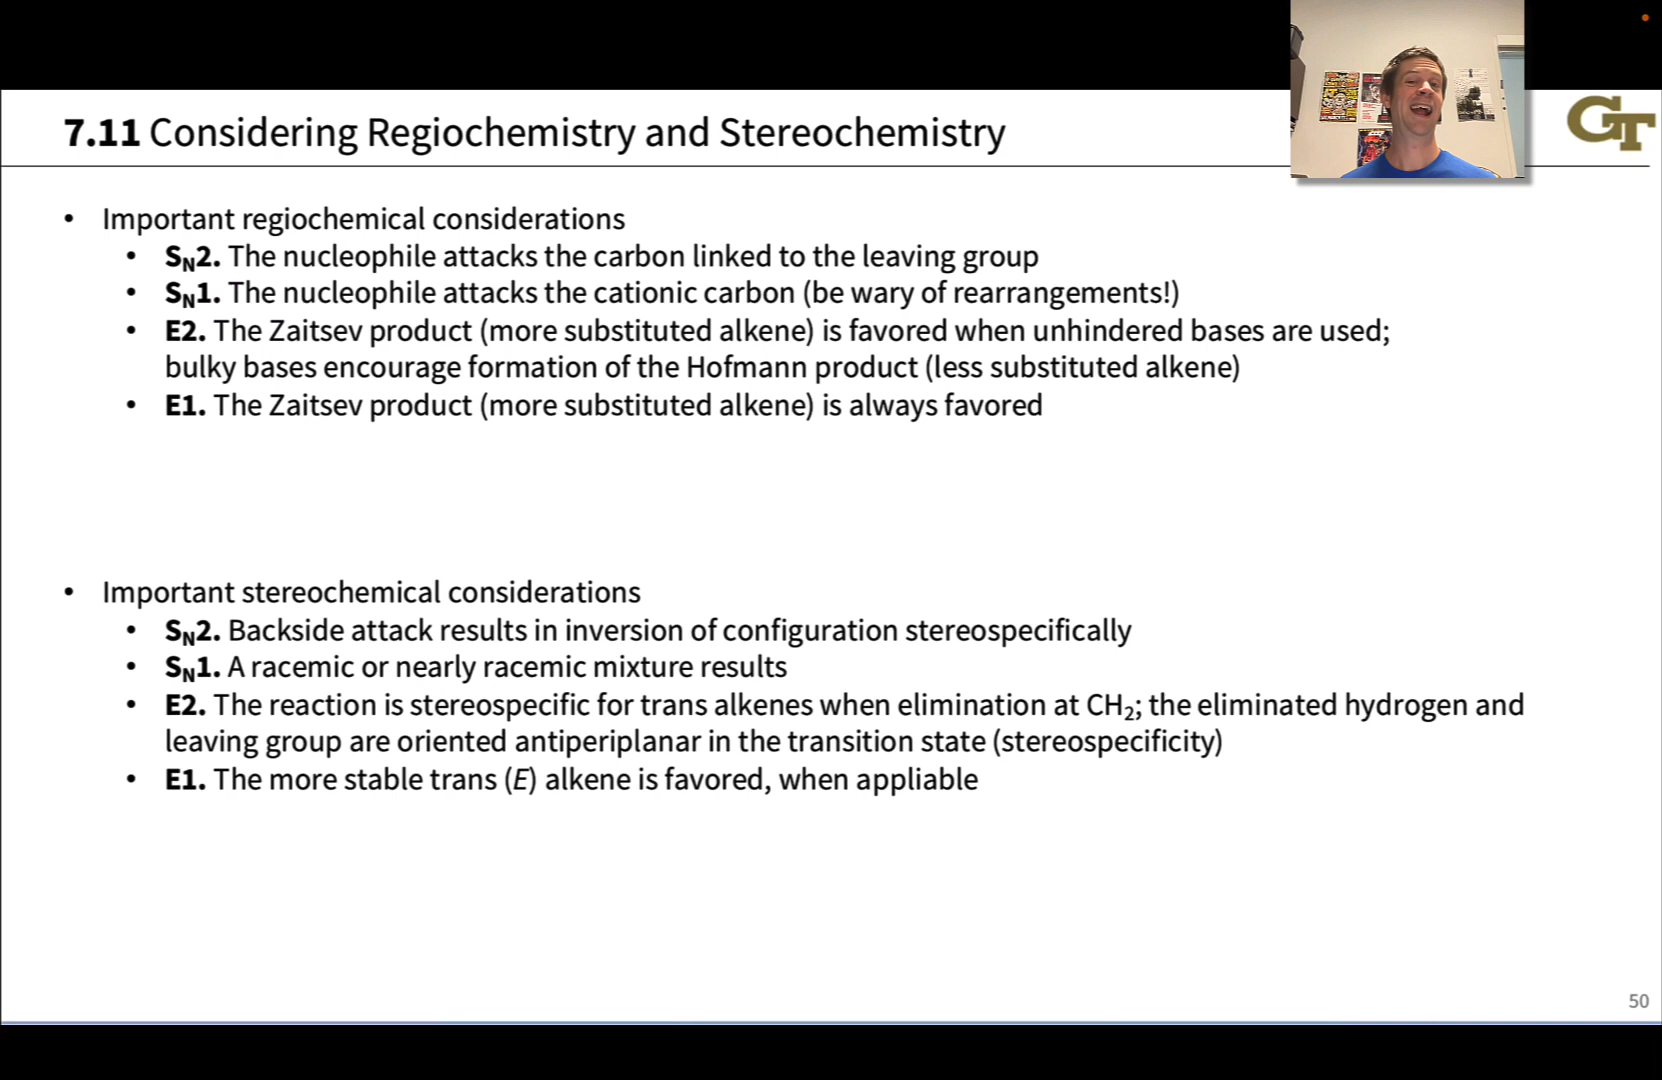 7.11 Considering Regiochemistry and Stereochemistry
GT
• Important regiochemical considerations
• SN2. The nucleophile attacks the carbon linked to the leaving group
• SN1. The nucleophile attacks the cationic carbon (be wary of rearrangements!)
• E2. The Zaitsev product (more substituted alkene) is favored when unhindered bases are used;
bulky bases encourage formation of the Hofmann product (less substituted alkene)
• E1. The Zaitsev product (more substituted alkene) is always favored
• Important stereochemical considerations
• SN2. Backside attack results in inversion of configuration stereospecifically
• SN1. A racemic or nearly racemic mixture results
• E2. The reaction is stereospecific for trans alkenes when elimination at CH2; the eliminated hydrogen and
leaving group are oriented antiperiplanar in the transition state (stereospecificity)
• E1. The more stable trans (E) alkene is favored, when appliable
50